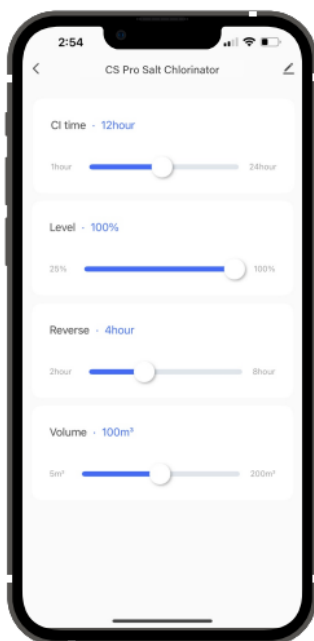 2:54
CS Pro Salt Chlorinator
Cl time · 12hour
1hour 24hour
Level · 100%
25% 100%
Reverse · 4hour
2hour 8hour
Volume · 100m³
5m³ 200m³